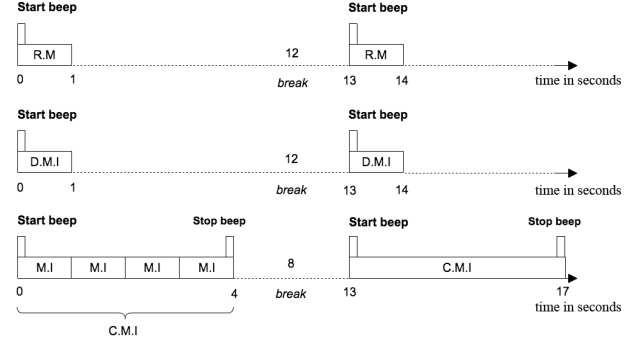 Start beep Start beep
R.M 12 R.M
0 1 break 13 14 time in seconds
Start beep Start beep
D.M.I 12 D.M.I
0 1 break 13 14 time in seconds
Start beep Stop beep Start beep Stop beep
M.I M.I M.I M.I 8 C.M.I
0 4 break 13 17
time in seconds
C.M.I